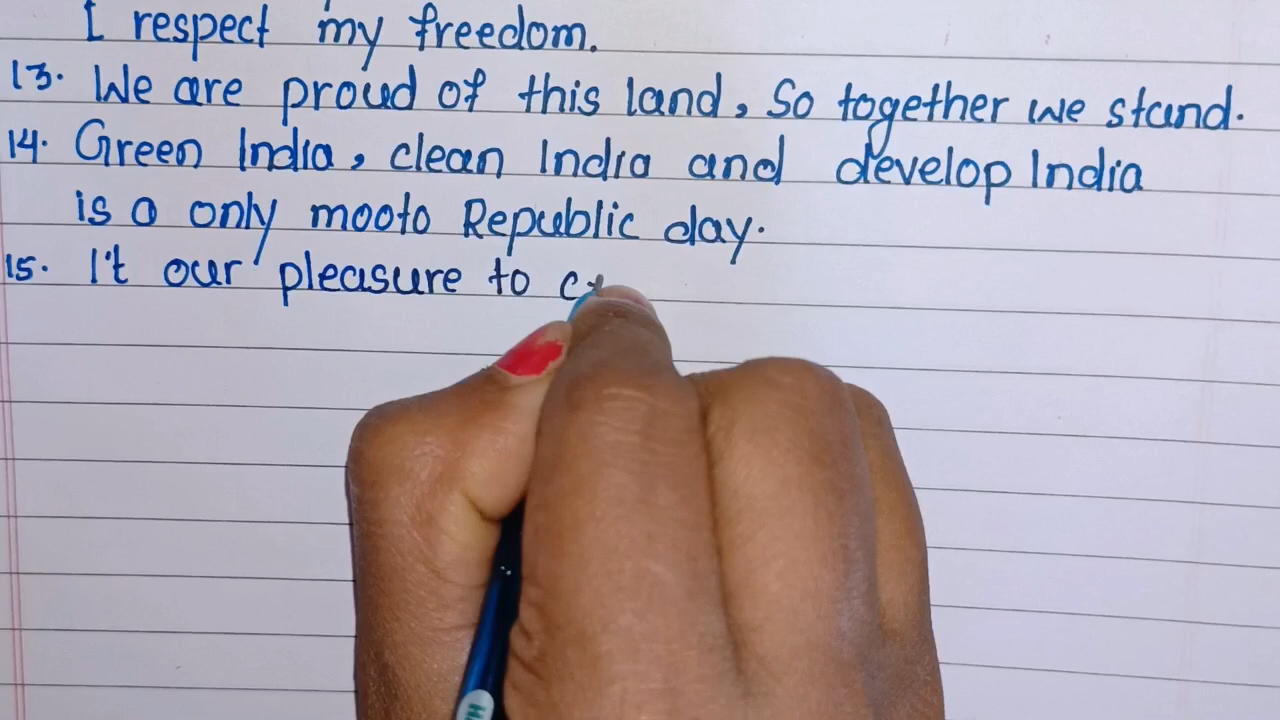 I respect my freedom.
13. We are proud of this land, So together we stand.
14. Green India, clean India and develop India
is a only mooto Republic day.
15. I't our pleasure to